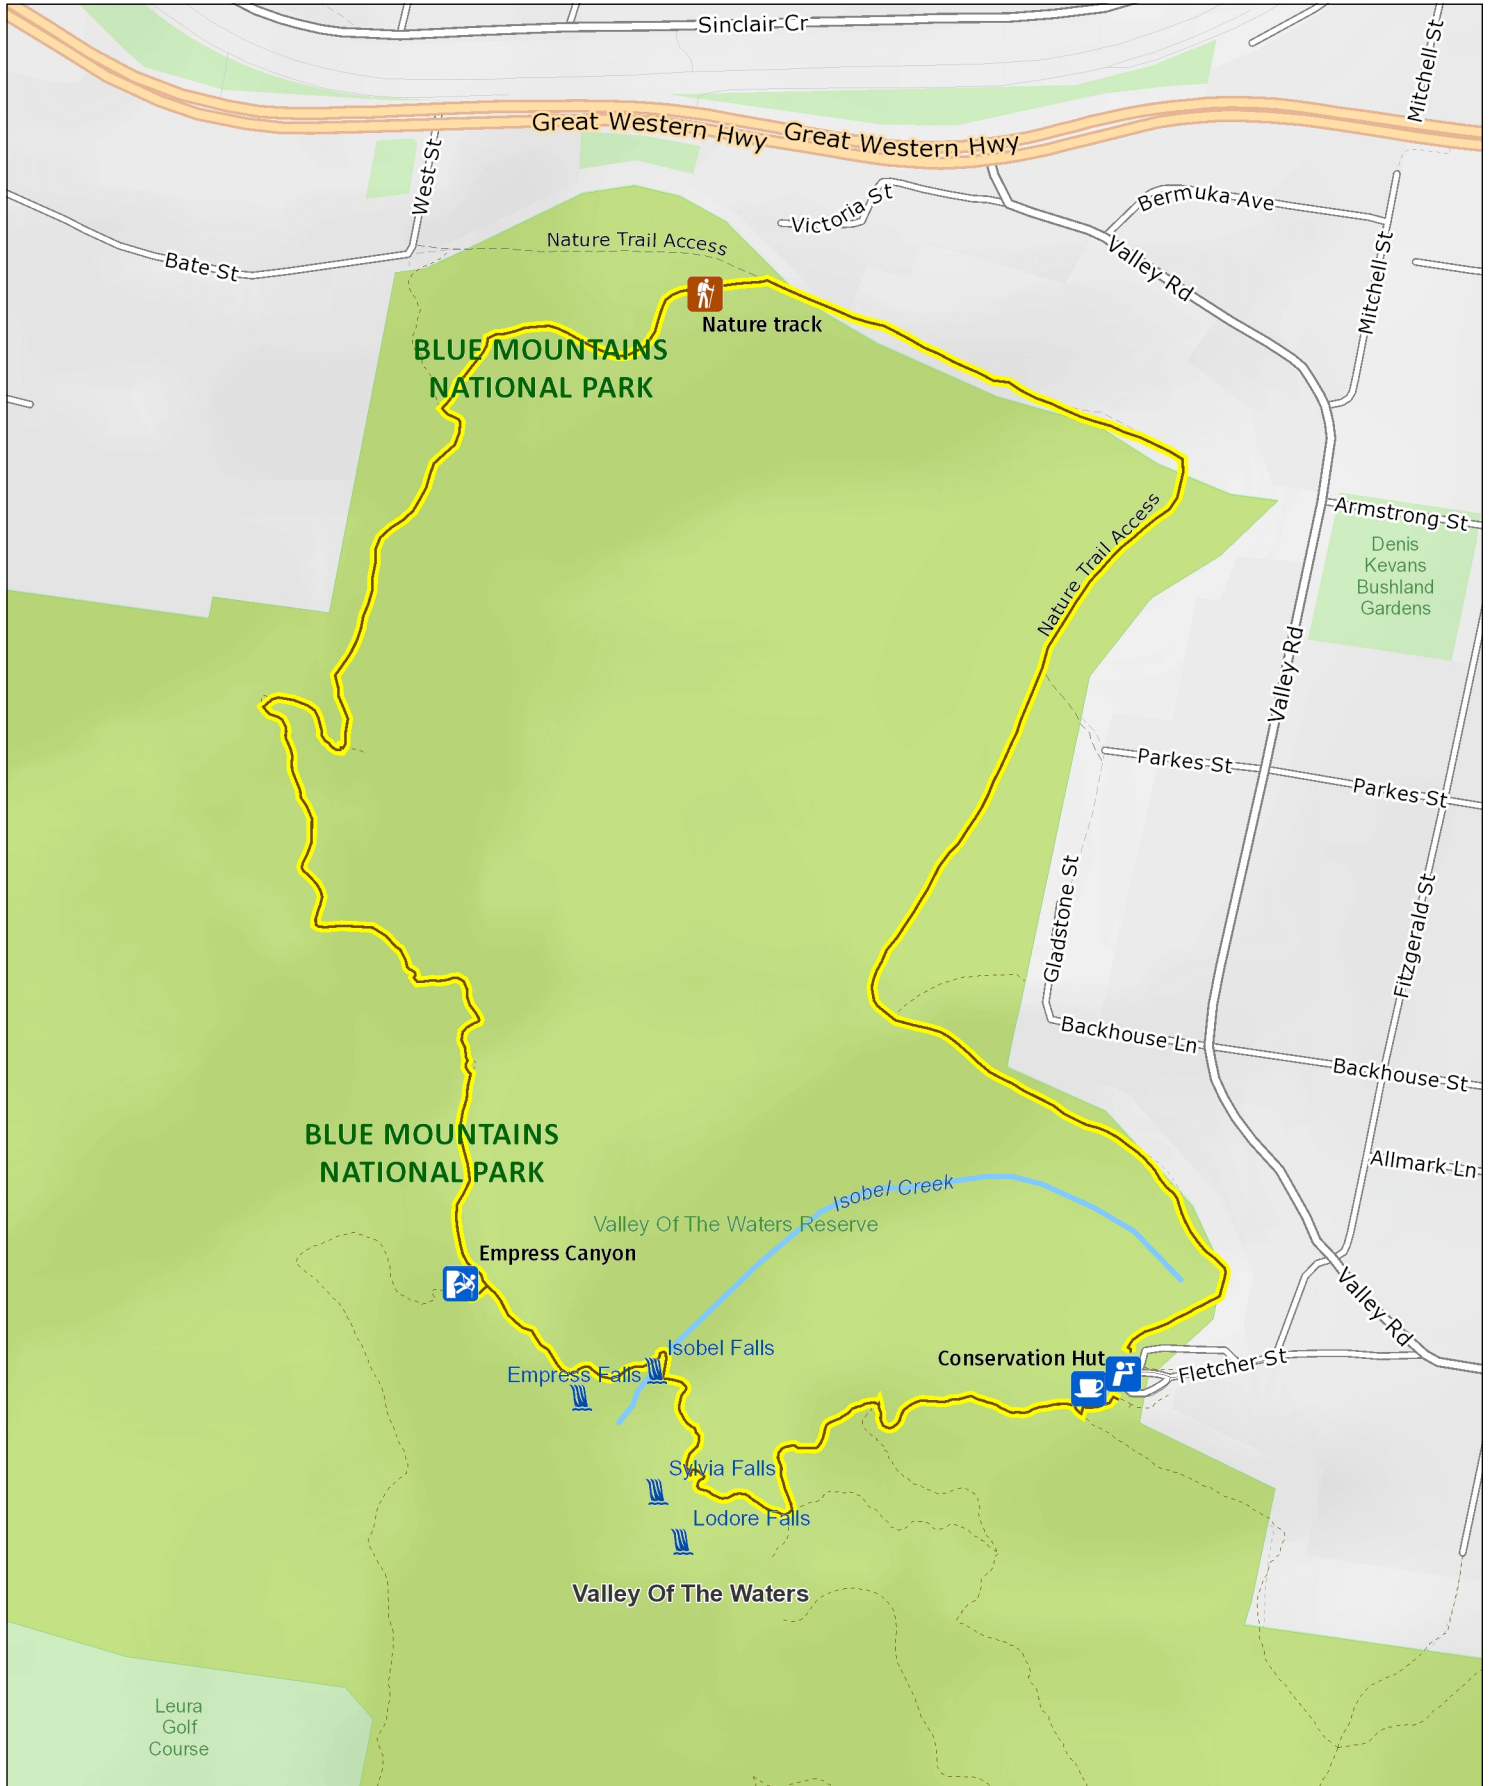 Sinclair Cr
Mitchell St
Great Western Hwy
Great Western Hwy
West St
Victoria St
Bermuka Ave
Bate St
Nature Trail Access
Valley Rd
Mitchell St
Nature track
BLUE MOUNTAINS
NATIONAL PARK
Nature Trail Access
Armstrong St
Denis
Kevans
Bushland
Gardens
Valley Rd
Parkes St
Parkes St
Gladstone St
Fitzgerald St
Backhouse Ln
Backhouse St
BLUE MOUNTAINS
NATIONAL PARK
Allmark Ln
Isobel Creek
Valley Of The Waters Reserve
Empress Canyon
Valley Rd
Isobel Falls
Conservation Hut
Fletcher St
Empress Falls
Sylvia Falls
Lodore Falls
Valley Of The Waters
Leura
Golf
Course